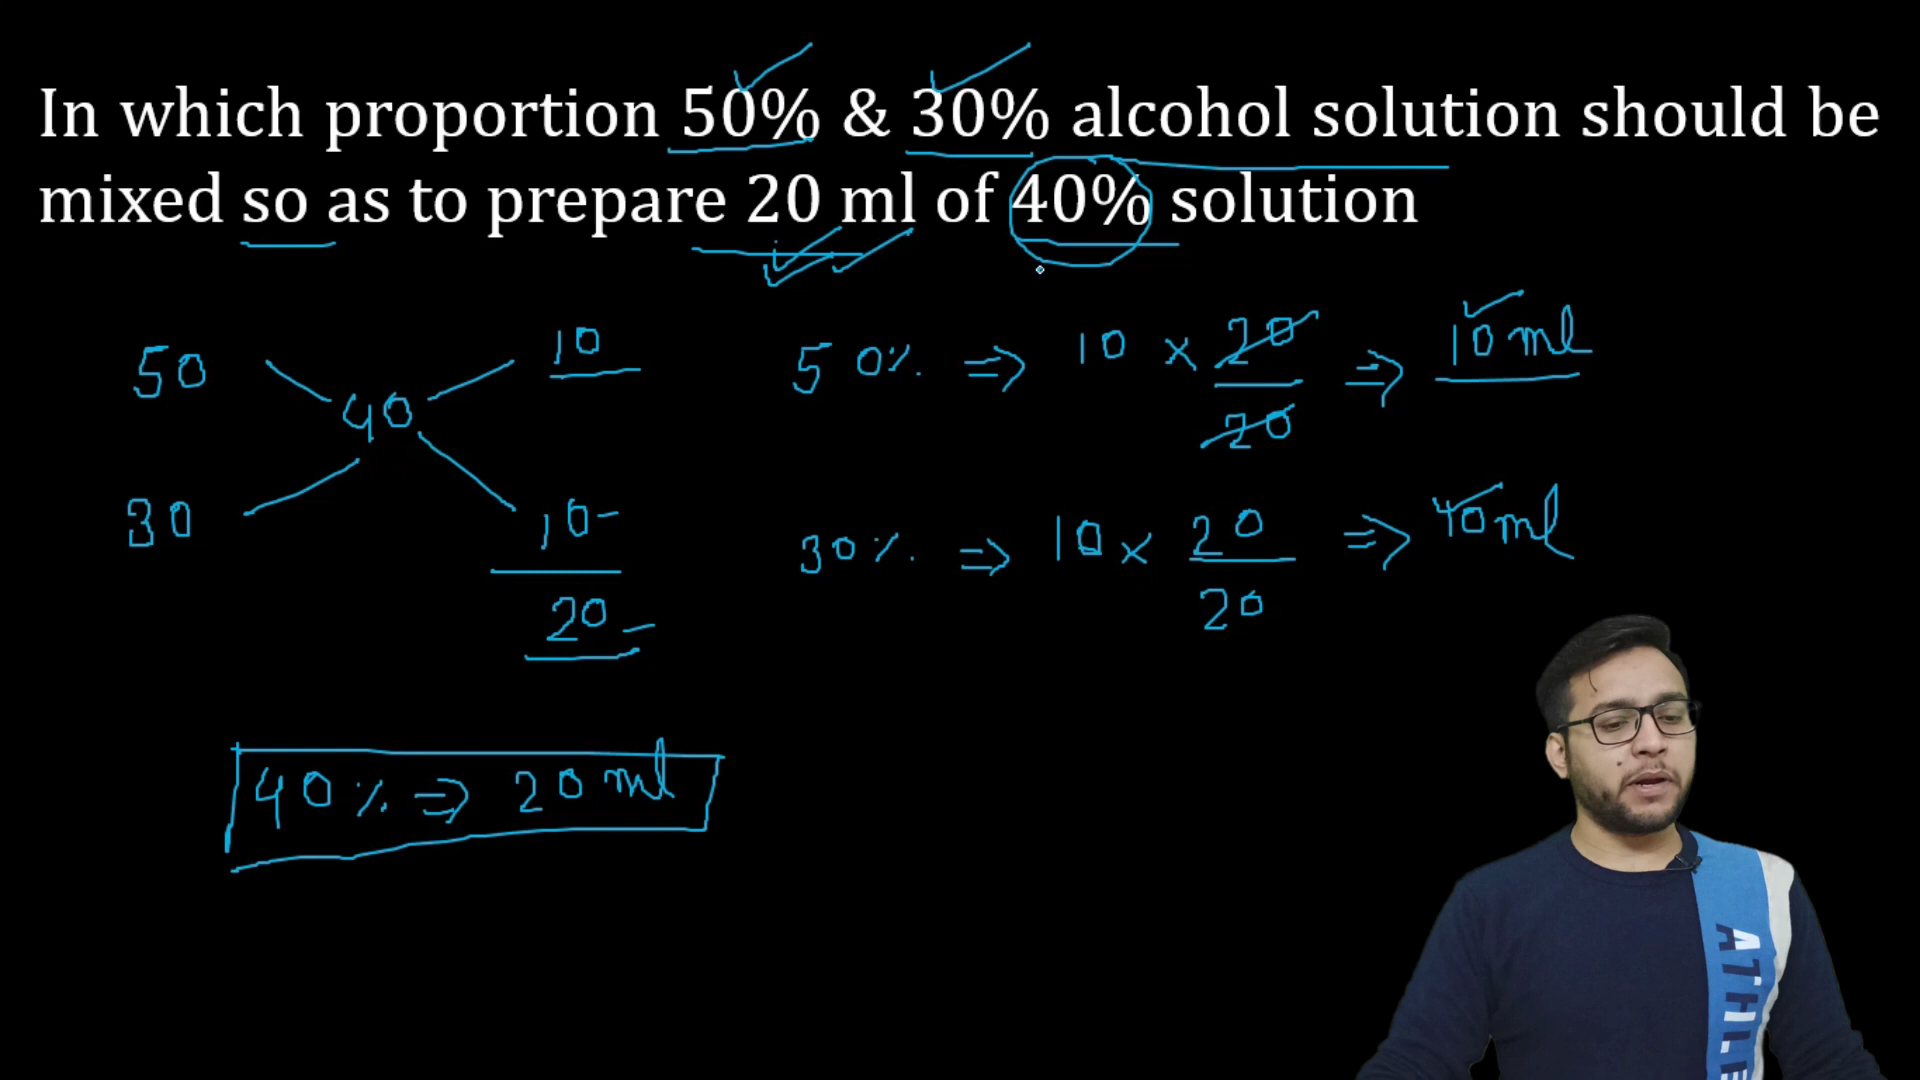 In which proportion 50% & 30% alcohol solution should be
mixed so as to prepare 20 ml of 40% solution
50
40
10
30
10
20
50% ⇒ 10 × 20/20 ⇒ 10 ml
30% ⇒ 10 × 20/20 ⇒ 40 ml
40% ⇒ 20 ml
ATHLE